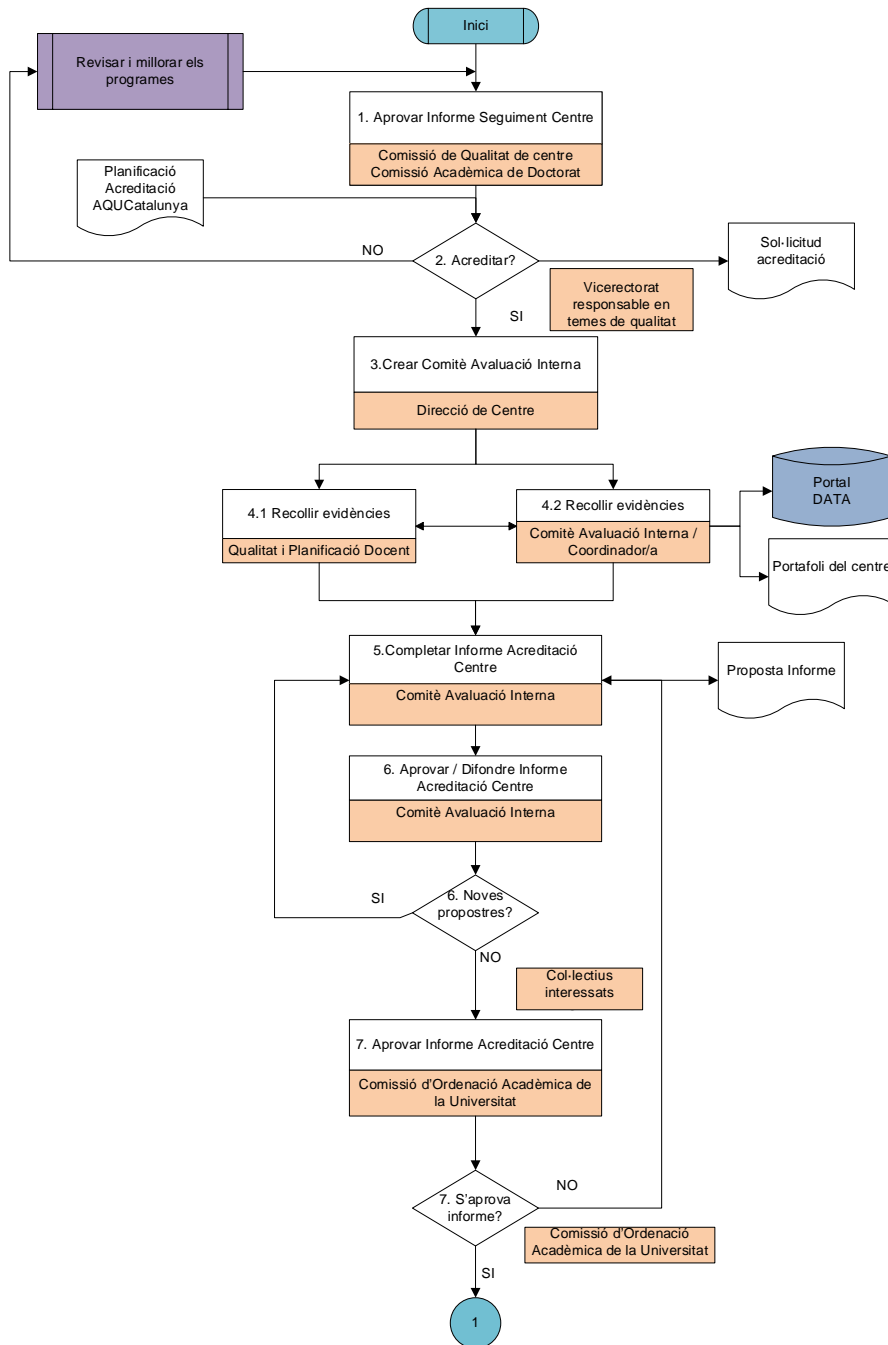 Inici
Revisar i millorar els
programes
1. Aprovar Informe Seguiment Centre
Comissió de Qualitat de centre
Comissió Acadèmica de Doctorat
Planificació
Acreditació
AQUCatalunya
NO
2. Acreditar?
Sol·licitud
acreditació
Vicerectorat
responsable en
temes de qualitat
SI
3.Crear Comitè Avaluació Interna
Direcció de Centre
4.1 Recollir evidències
Qualitat i Planificació Docent
4.2 Recollir evidències
Comitè Avaluació Interna /
Coordinador/a
Portal
DATA
Portafoli del centre
5.Completar Informe Acreditació
Centre
Comitè Avaluació Interna
Proposta Informe
6. Aprovar / Difondre Informe
Acreditació Centre
Comitè Avaluació Interna
SI
6. Noves
propostres?
NO
Col·lectius
interessats
7. Aprovar Informe Acreditació Centre
Comissió d'Ordenació Acadèmica de
la Universitat
7. S'aprova
informe?
NO
Comissió d'Ordenació
Acadèmica de la Universitat
SI
1